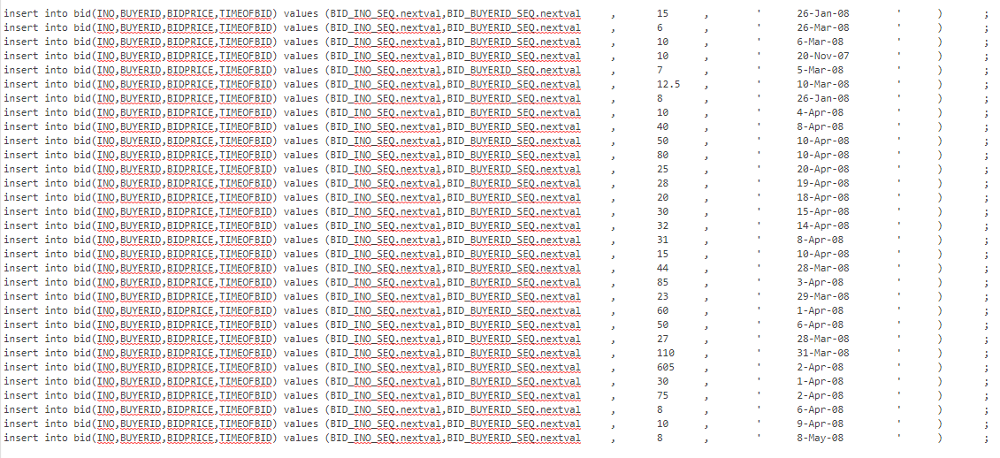 insert into bid(INO,BUYERID,BIDPRICE,TIMEOFBID) values (BID_INO_SEQ.nextval,BID_BUYERID_SEQ.nextval , 15 , ' 26-Jan-08 ' ) ;
insert into bid(INO,BUYERID,BIDPRICE,TIMEOFBID) values (BID_INO_SEQ.nextval,BID_BUYERID_SEQ.nextval , 6 , ' 26-Mar-08 ' ) ;
insert into bid(INO,BUYERID,BIDPRICE,TIMEOFBID) values (BID_INO_SEQ.nextval,BID_BUYERID_SEQ.nextval , 10 , ' 6-Mar-08 ' ) ;
insert into bid(INO,BUYERID,BIDPRICE,TIMEOFBID) values (BID_INO_SEQ.nextval,BID_BUYERID_SEQ.nextval , 10 , ' 20-Nov-07 ' ) ;
insert into bid(INO,BUYERID,BIDPRICE,TIMEOFBID) values (BID_INO_SEQ.nextval,BID_BUYERID_SEQ.nextval , 7 , ' 5-Mar-08 ' ) ;
insert into bid(INO,BUYERID,BIDPRICE,TIMEOFBID) values (BID_INO_SEQ.nextval,BID_BUYERID_SEQ.nextval , 12.5 , ' 10-Mar-08 ' ) ;
insert into bid(INO,BUYERID,BIDPRICE,TIMEOFBID) values (BID_INO_SEQ.nextval,BID_BUYERID_SEQ.nextval , 8 , ' 26-Jan-08 ' ) ;
insert into bid(INO,BUYERID,BIDPRICE,TIMEOFBID) values (BID_INO_SEQ.nextval,BID_BUYERID_SEQ.nextval , 10 , ' 4-Apr-08 ' ) ;
insert into bid(INO,BUYERID,BIDPRICE,TIMEOFBID) values (BID_INO_SEQ.nextval,BID_BUYERID_SEQ.nextval , 40 , ' 8-Apr-08 ' ) ;
insert into bid(INO,BUYERID,BIDPRICE,TIMEOFBID) values (BID_INO_SEQ.nextval,BID_BUYERID_SEQ.nextval , 50 , ' 10-Apr-08 ' ) ;
insert into bid(INO,BUYERID,BIDPRICE,TIMEOFBID) values (BID_INO_SEQ.nextval,BID_BUYERID_SEQ.nextval , 80 , ' 10-Apr-08 ' ) ;
insert into bid(INO,BUYERID,BIDPRICE,TIMEOFBID) values (BID_INO_SEQ.nextval,BID_BUYERID_SEQ.nextval , 25 , ' 20-Apr-08 ' ) ;
insert into bid(INO,BUYERID,BIDPRICE,TIMEOFBID) values (BID_INO_SEQ.nextval,BID_BUYERID_SEQ.nextval , 28 , ' 19-Apr-08 ' ) ;
insert into bid(INO,BUYERID,BIDPRICE,TIMEOFBID) values (BID_INO_SEQ.nextval,BID_BUYERID_SEQ.nextval , 20 , ' 18-Apr-08 ' ) ;
insert into bid(INO,BUYERID,BIDPRICE,TIMEOFBID) values (BID_INO_SEQ.nextval,BID_BUYERID_SEQ.nextval , 30 , ' 15-Apr-08 ' ) ;
insert into bid(INO,BUYERID,BIDPRICE,TIMEOFBID) values (BID_INO_SEQ.nextval,BID_BUYERID_SEQ.nextval , 32 , ' 14-Apr-08 ' ) ;
insert into bid(INO,BUYERID,BIDPRICE,TIMEOFBID) values (BID_INO_SEQ.nextval,BID_BUYERID_SEQ.nextval , 31 , ' 8-Apr-08 ' ) ;
insert into bid(INO,BUYERID,BIDPRICE,TIMEOFBID) values (BID_INO_SEQ.nextval,BID_BUYERID_SEQ.nextval , 15 , ' 10-Apr-08 ' ) ;
insert into bid(INO,BUYERID,BIDPRICE,TIMEOFBID) values (BID_INO_SEQ.nextval,BID_BUYERID_SEQ.nextval , 44 , ' 28-Mar-08 ' ) ;
insert into bid(INO,BUYERID,BIDPRICE,TIMEOFBID) values (BID_INO_SEQ.nextval,BID_BUYERID_SEQ.nextval , 85 , ' 3-Apr-08 ' ) ;
insert into bid(INO,BUYERID,BIDPRICE,TIMEOFBID) values (BID_INO_SEQ.nextval,BID_BUYERID_SEQ.nextval , 23 , ' 29-Mar-08 ' ) ;
insert into bid(INO,BUYERID,BIDPRICE,TIMEOFBID) values (BID_INO_SEQ.nextval,BID_BUYERID_SEQ.nextval , 60 , ' 1-Apr-08 ' ) ;
insert into bid(INO,BUYERID,BIDPRICE,TIMEOFBID) values (BID_INO_SEQ.nextval,BID_BUYERID_SEQ.nextval , 50 , ' 6-Apr-08 ' ) ;
insert into bid(INO,BUYERID,BIDPRICE,TIMEOFBID) values (BID_INO_SEQ.nextval,BID_BUYERID_SEQ.nextval , 27 , ' 28-Mar-08 ' ) ;
insert into bid(INO,BUYERID,BIDPRICE,TIMEOFBID) values (BID_INO_SEQ.nextval,BID_BUYERID_SEQ.nextval , 110 , ' 31-Mar-08 ' ) ;
insert into bid(INO,BUYERID,BIDPRICE,TIMEOFBID) values (BID_INO_SEQ.nextval,BID_BUYERID_SEQ.nextval , 605 , ' 2-Apr-08 ' ) ;
insert into bid(INO,BUYERID,BIDPRICE,TIMEOFBID) values (BID_INO_SEQ.nextval,BID_BUYERID_SEQ.nextval , 30 , ' 1-Apr-08 ' ) ;
insert into bid(INO,BUYERID,BIDPRICE,TIMEOFBID) values (BID_INO_SEQ.nextval,BID_BUYERID_SEQ.nextval , 75 , ' 2-Apr-08 ' ) ;
insert into bid(INO,BUYERID,BIDPRICE,TIMEOFBID) values (BID_INO_SEQ.nextval,BID_BUYERID_SEQ.nextval , 8 , ' 6-Apr-08 ' ) ;
insert into bid(INO,BUYERID,BIDPRICE,TIMEOFBID) values (BID_INO_SEQ.nextval,BID_BUYERID_SEQ.nextval , 10 , ' 9-Apr-08 ' ) ;
insert into bid(INO,BUYERID,BIDPRICE,TIMEOFBID) values (BID_INO_SEQ.nextval,BID_BUYERID_SEQ.nextval , 8 , ' 8-May-08 ' ) ;